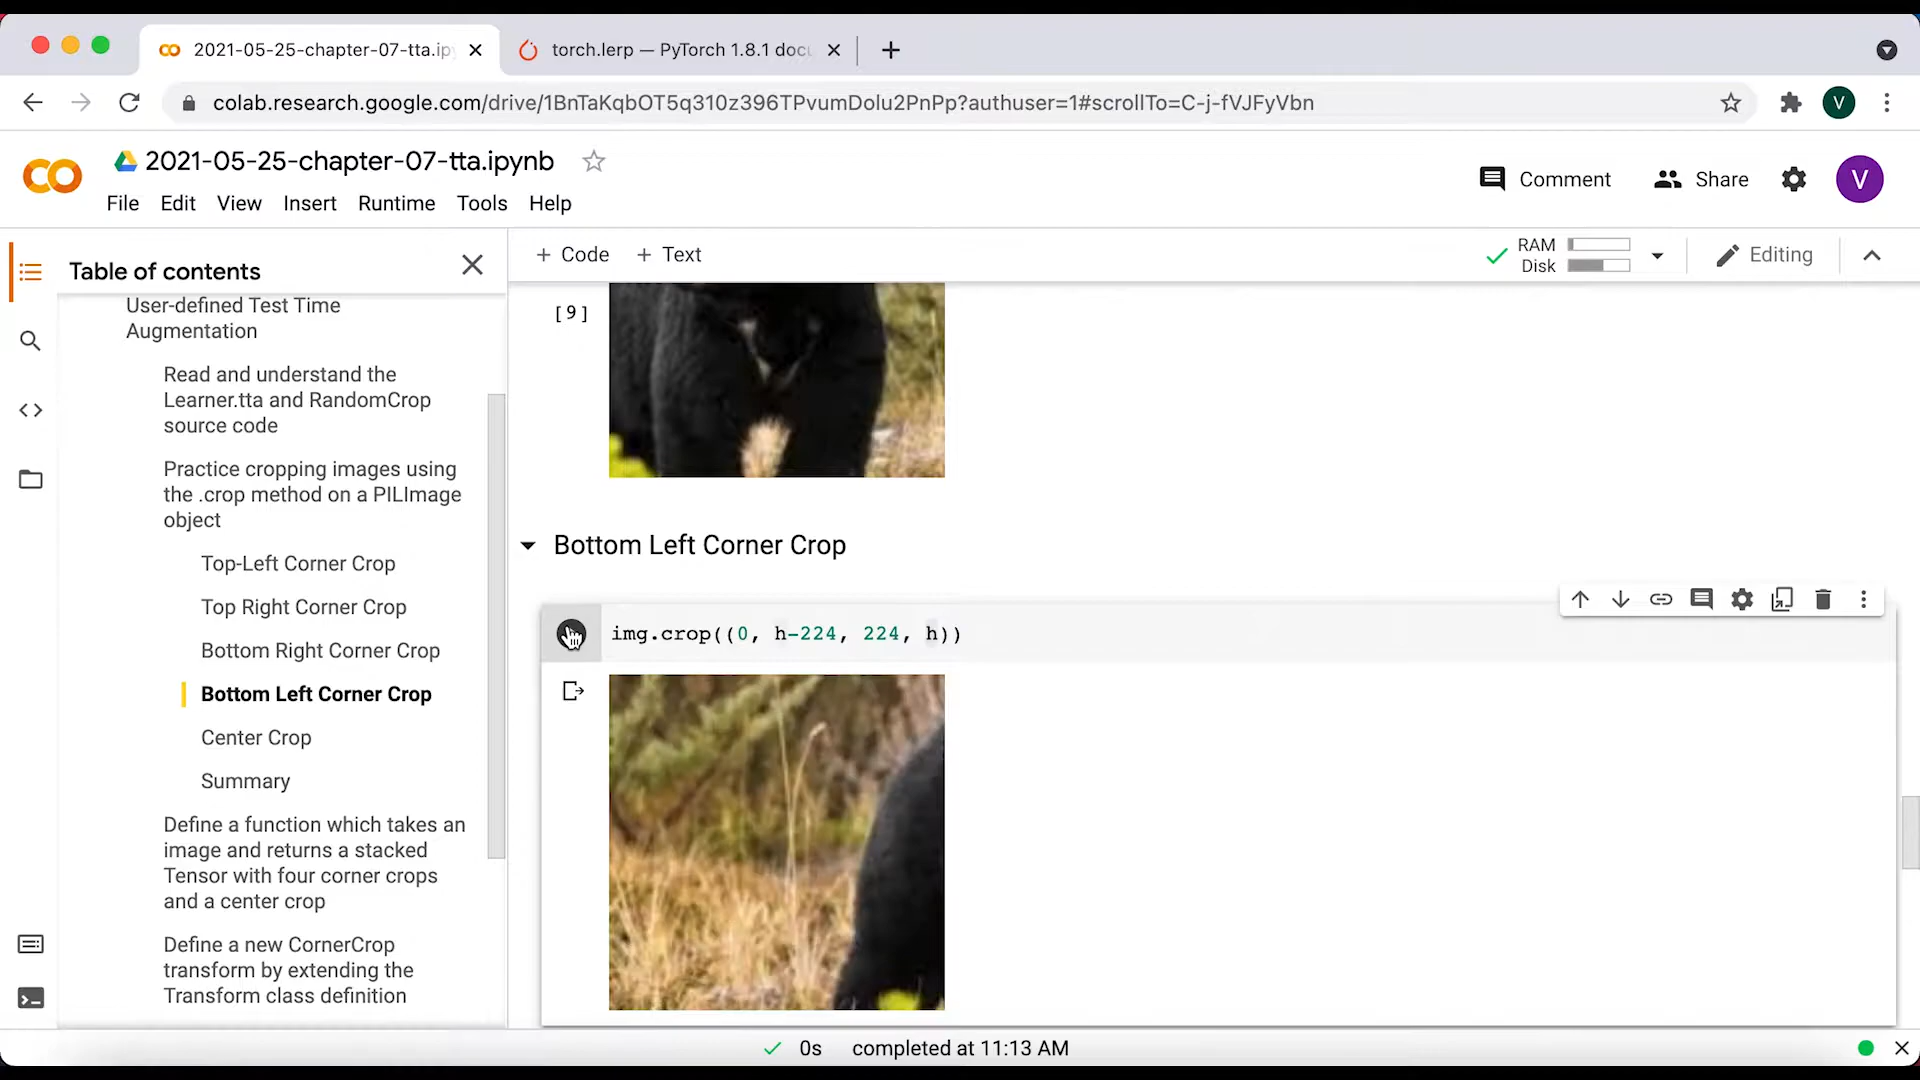 2021-05-25-chapter-07-tta.ip
torch.lerp — PyTorch 1.8.1 doc
colab.research.google.com/drive/1BnTaKqbOT5q310z396TPvumDolu2PnPp?authuser=1#scrollTo=C-j-fVJFyVbn
V
2021-05-25-chapter-07-tta.ipynb
Comment
Share
V
File Edit View Insert Runtime Tools Help
Table of contents
+ Code + Text
RAM
Disk
Editing
User-defined Test Time
Augmentation
Read and understand the
Learner.tta and RandomCrop
source code
Practice cropping images using
the .crop method on a PILImage
object
Top-Left Corner Crop
Top Right Corner Crop
Bottom Right Corner Crop
Bottom Left Corner Crop
Center Crop
Summary
Define a function which takes an
image and returns a stacked
Tensor with four corner crops
and a center crop
Define a new CornerCrop
transform by extending the
Transform class definition
[9]
Bottom Left Corner Crop
img.crop((0, h-224, 224, h))
0s completed at 11:13 AM